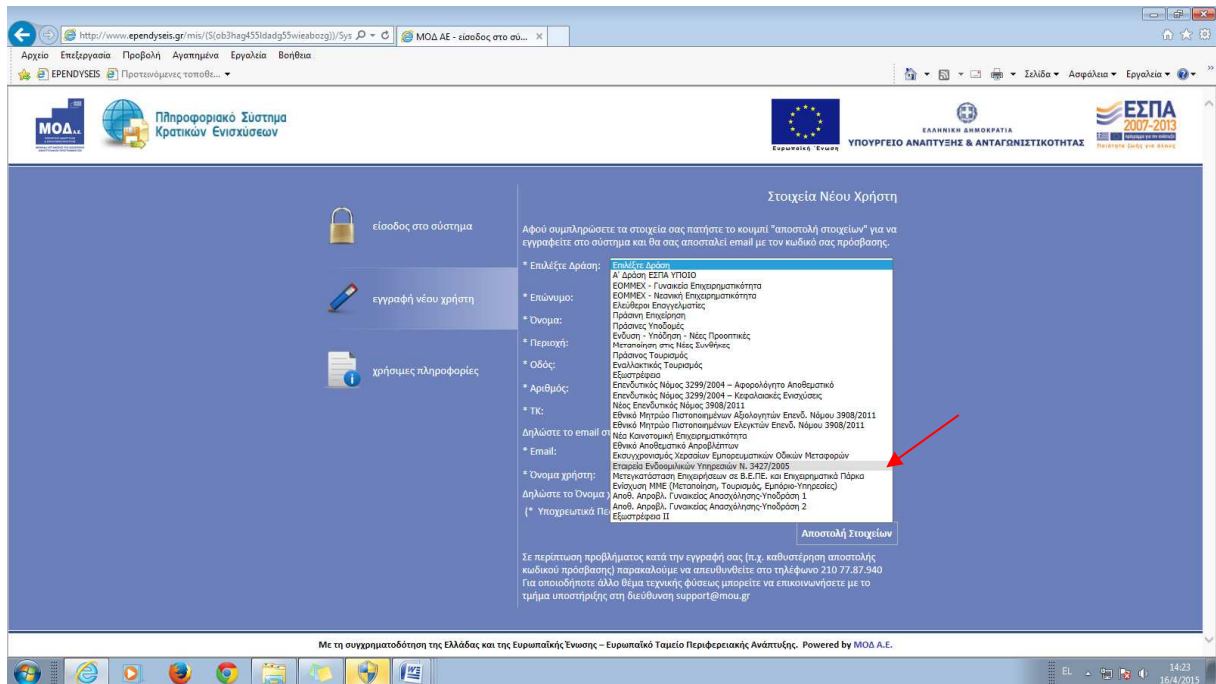 http://www.ependyseis.gr/mis/(S(ob3hag455ldadg55wieabozg))/Sys
ΜΟΔ ΑΕ - είσοδος στο σύ...
Αρχείο Επεξεργασία Προβολή Αγαπημένα Εργαλεία Βοήθεια
EPENDYSEIS Προτεινόμενες τοποθε...
Σελίδα Ασφάλεια Εργαλεία
ΜΟΔ Α.Ε.
Πληροφοριακό Σύστημα
Κρατικών Ενισχύσεων
Ευρωπαϊκή Ένωση
ΕΛΛΗΝΙΚΗ ΔΗΜΟΚΡΑΤΙΑ
ΥΠΟΥΡΓΕΙΟ ΑΝΑΠΤΥΞΗΣ & ΑΝΤΑΓΩΝΙΣΤΙΚΟΤΗΤΑΣ
ΕΣΠΑ
2007-2013
Ποιότητα ζωής για όλους
είσοδος στο σύστημα
εγγραφή νέου χρήστη
χρήσιμες πληροφορίες
Στοιχεία Νέου Χρήστη
Αφού συμπληρώσετε τα στοιχεία σας πατήστε το κουμπί "αποστολή στοιχείων" για να
εγγραφείτε στο σύστημα και θα σας αποσταλεί email με τον κωδικό σας πρόσβασης.
* Επιλέξτε Δράση:
* Επώνυμο:
* Όνομα:
* Περιοχή:
* Οδός:
* Αριθμός:
* ΤΚ:
Δηλώστε το email σ
* Email:
* Όνομα χρήστη:
Δηλώστε το Όνομα
(* Υποχρεωτικά Πε
Επιλέξτε Δράση
Α' Δράση ΕΣΠΑ ΥΠΟΙΟ
ΕΟΜΜΕΧ - Γυναικεία Επιχειρηματικότητα
ΕΟΜΜΕΧ - Νεανική Επιχειρηματικότητα
Ελεύθεροι Επαγγελματίες
Πράσινη Επιχείρηση
Πράσινες Υποδομές
Ενδυση - Υπόδηση - Νέες Προοπτικές
Μεταποίηση στις Νέες Συνθήκες
Πράσινος Τουρισμός
Εναλλακτικός Τουρισμός
Εξωστρέφεια
Επενδυτικός Νόμος 3299/2004 – Αφορολόγητο Αποθεματικό
Επενδυτικός Νόμος 3299/2004 – Κεφαλαιακές Ενισχύσεις
Νέος Επενδυτικός Νόμος 3908/2011
Εθνικό Μητρώο Πιστοποιημένων Αξιολογητών Επενδ. Νόμου 3908/2011
Εθνικό Μητρώο Πιστοποιημένων Ελεγκτών Επενδ. Νόμου 3908/2011
Νέα Καινοτομική Επιχειρηματικότητα
Εθνικό Αποθεματικό Απροβλέπτων
Εκσυγχρονισμός Χερσαίων Εμπορευματικών Οδικών Μεταφορών
Εταιρεία Ενδοομιλικών Υπηρεσιών Ν. 3427/2005
Μετεγκατάσταση Επιχειρήσεων σε Β.Ε.ΠΕ. και Επιχειρηματικά Πάρκα
Ενίσχυση ΜΜΕ (Μεταποίηση, Τουρισμός, Εμπόριο-Υπηρεσίες)
Αποθ. Απροβλ. Γυναικείας Απασχόλησης-Υποδράση 1
Αποθ. Απροβλ. Γυναικείας Απασχόλησης-Υποδράση 2
Εξωστρέφεια ΙΙ
Αποστολή Στοιχείων
Σε περίπτωση προβλήματος κατά την εγγραφή σας (π.χ. καθυστέρηση αποστολής
κωδικού πρόσβασης) παρακαλούμε να απευθυνθείτε στο τηλέφωνο 210 77.87.940
Για οποιοδήποτε άλλο θέμα τεχνικής φύσεως μπορείτε να επικοινωνήσετε με το
τμήμα υποστήριξης στη διεύθυνση support@mou.gr
Με τη συγχρηματοδότηση της Ελλάδας και της Ευρωπαϊκής Ένωσης – Ευρωπαϊκό Ταμείο Περιφερειακής Ανάπτυξης. Powered by ΜΟΔ Α.Ε.
EL
14:23
16/4/2015